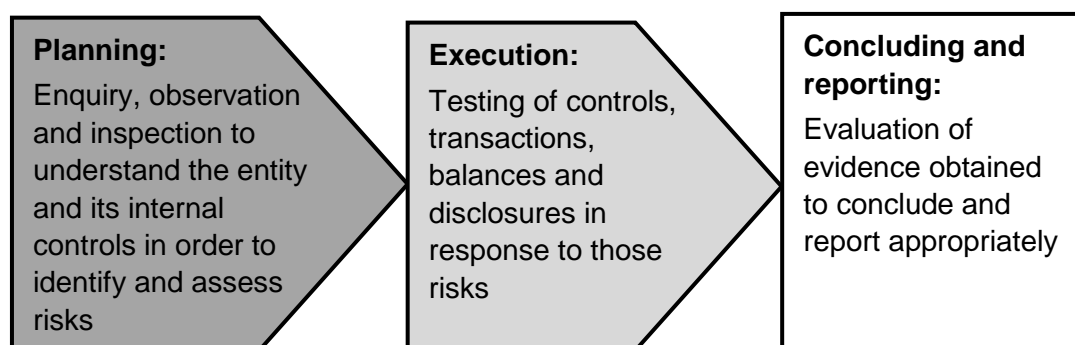 Planning:
Enquiry, observation
and inspection to
understand the entity
and its internal
controls in order to
identify and assess
risks
Execution:
Testing of controls,
transactions,
balances and
disclosures in
response to those
risks
Concluding and
reporting:
Evaluation of
evidence obtained
to conclude and
report appropriately